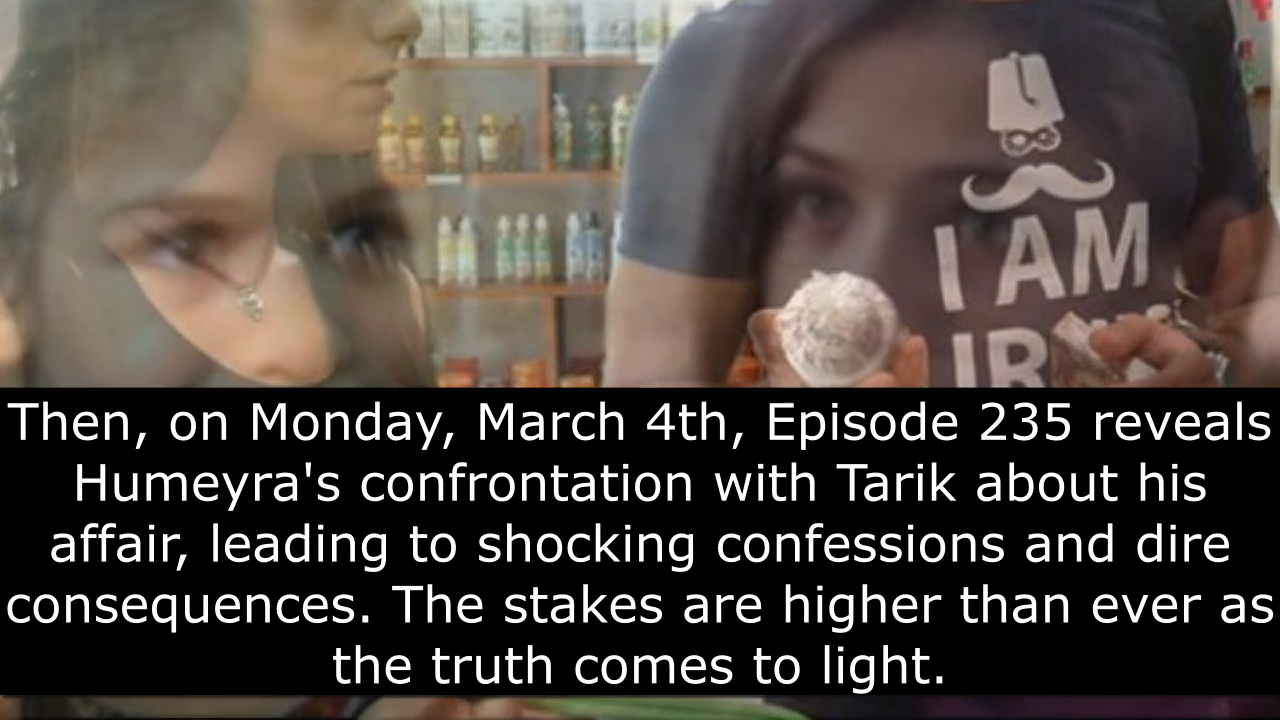 I AM
Then, on Monday, March 4th, Episode 235 reveals
Humeyra's confrontation with Tarik about his
affair, leading to shocking confessions and dire
consequences. The stakes are higher than ever as
the truth comes to light.